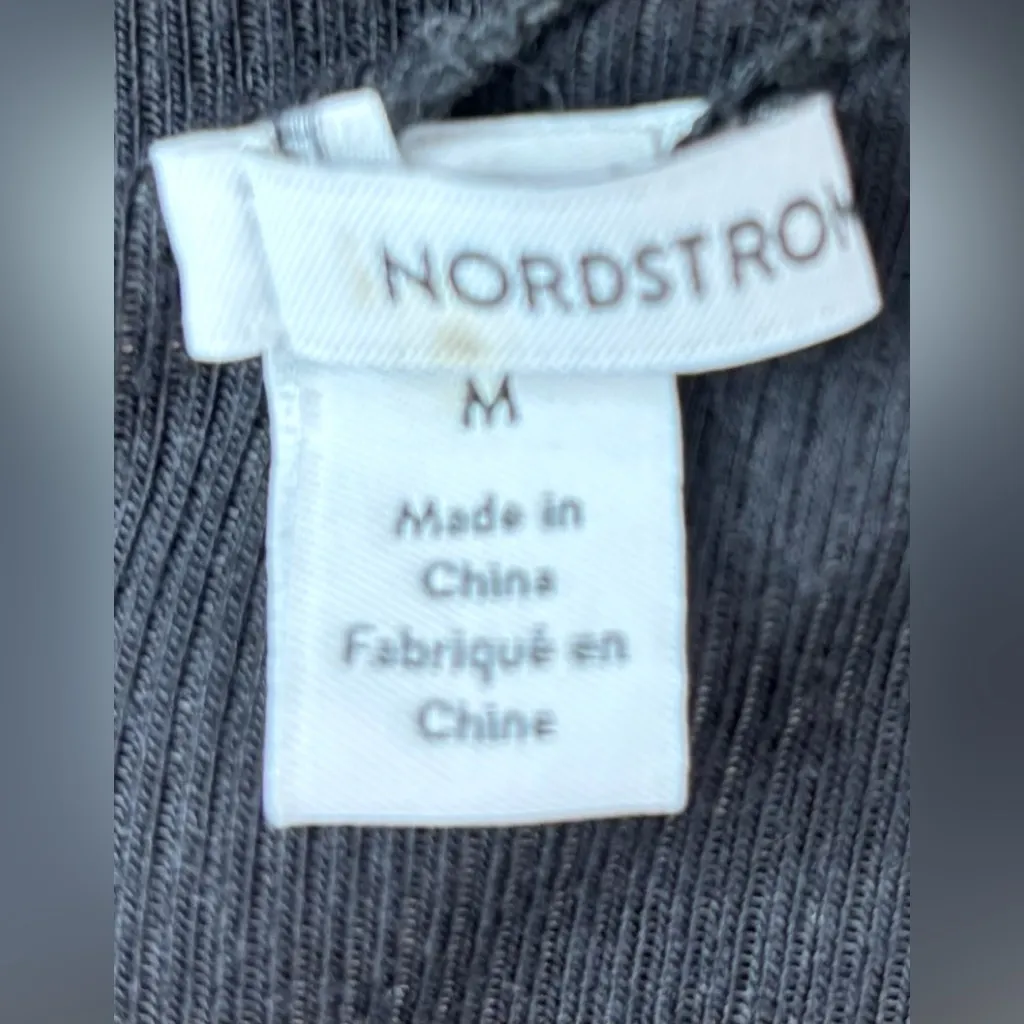 NORDSTROM
M
Made in
China
Fabriqué en
Chine